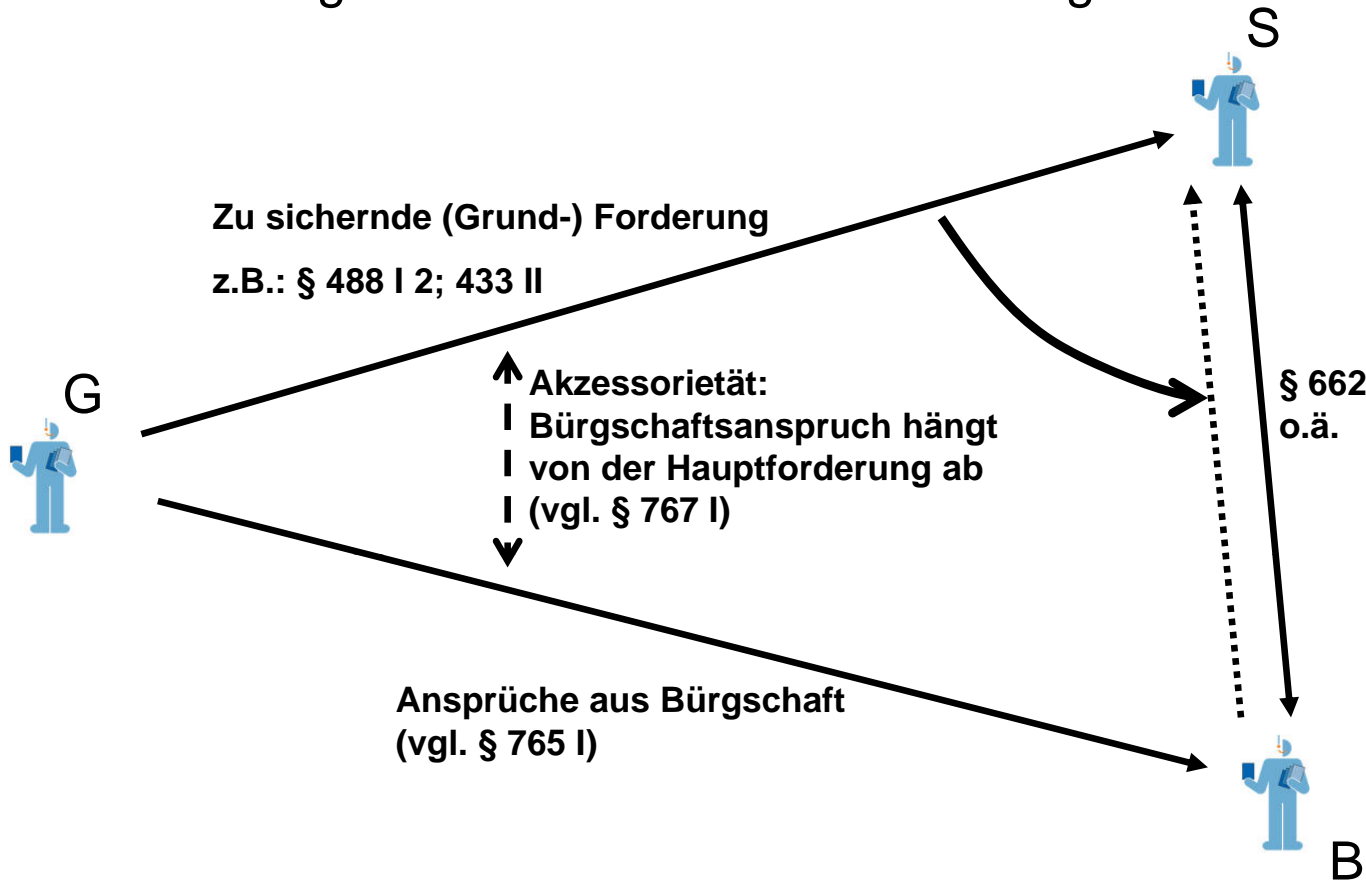 S
Zu sichernde (Grund-) Forderung
z.B.: § 488 I 2; 433 II
G
Akzessorietät:
Bürgschaftsanspruch hängt
von der Hauptforderung ab
(vgl. § 767 I)
§ 662
o.ä.
Ansprüche aus Bürgschaft
(vgl. § 765 I)
B